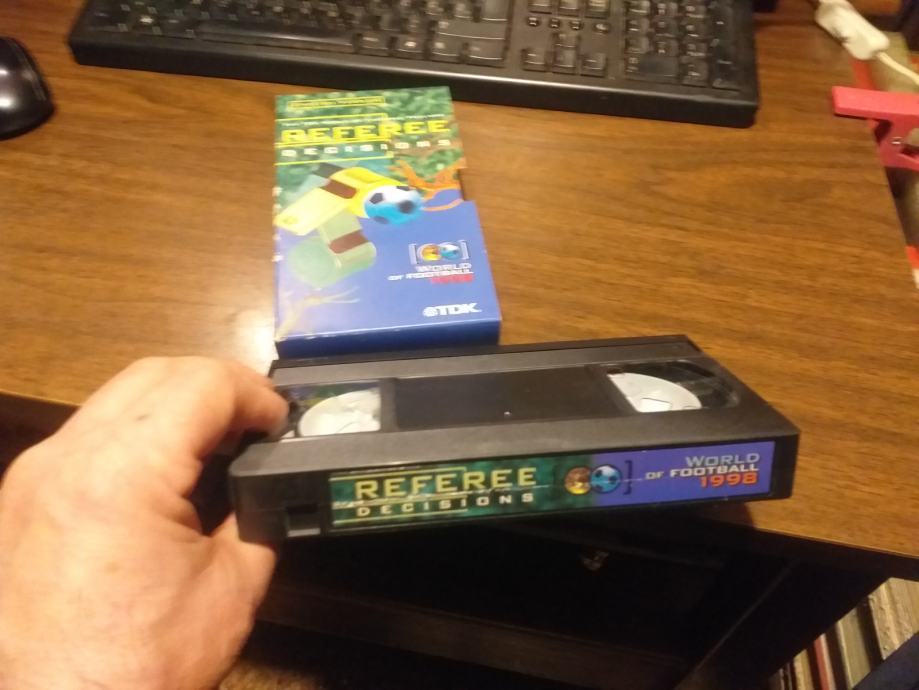 REFEREE
DECISIONS
WORLD
OF FOOTBALL
1998
TDK
REFEREE
DECISIONS
WORLD
OF FOOTBALL
1998